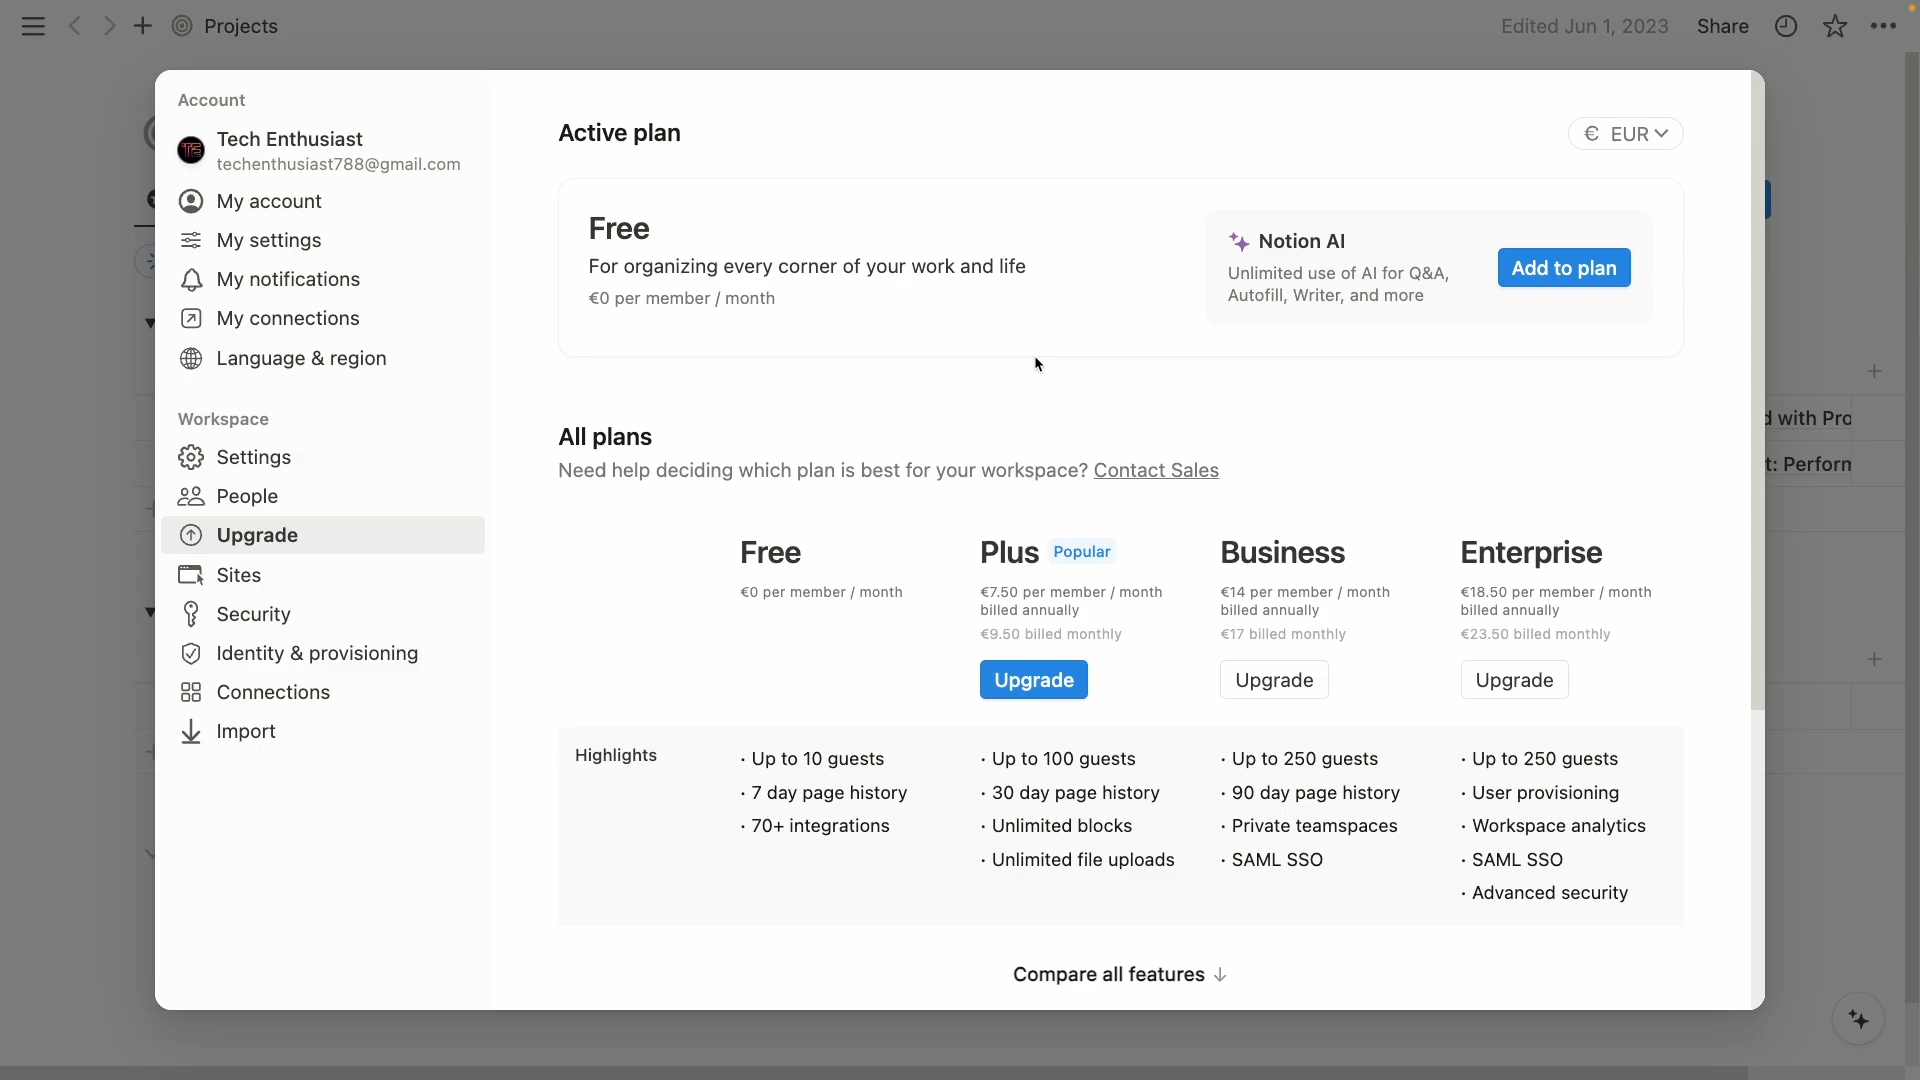 Projects
Edited Jun 1, 2023
Share
Account
Tech Enthusiast
techenthusiast788@gmail.com
My account
My settings
My notifications
My connections
Language & region
Workspace
Settings
People
Upgrade
Sites
Security
Identity & provisioning
Connections
Import
Active plan
€ EUR
Free
For organizing every corner of your work and life
€0 per member / month
Notion AI
Unlimited use of AI for Q&A,
Autofill, Writer, and more
Add to plan
All plans
Need help deciding which plan is best for your workspace? Contact Sales
Free
€0 per member / month
Plus Popular
€7.50 per member / month
billed annually
€9.50 billed monthly
Upgrade
Business
€14 per member / month
billed annually
€17 billed monthly
Upgrade
Enterprise
€18.50 per member / month
billed annually
€23.50 billed monthly
Upgrade
Highlights
· Up to 10 guests
· 7 day page history
· 70+ integrations
· Up to 100 guests
· 30 day page history
· Unlimited blocks
· Unlimited file uploads
· Up to 250 guests
· 90 day page history
· Private teamspaces
· SAML SSO
· Up to 250 guests
· User provisioning
· Workspace analytics
· SAML SSO
· Advanced security
Compare all features ↓
d with Pro
t: Perform